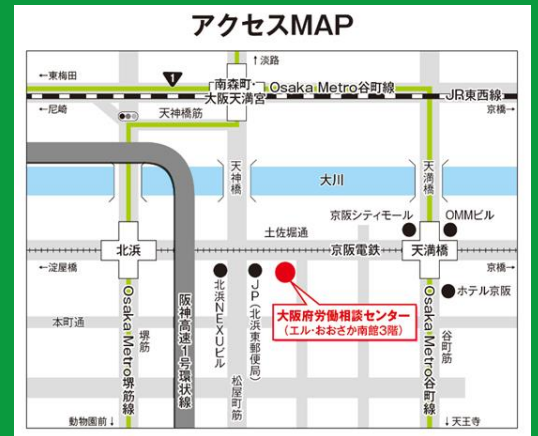 アクセスMAP
↑淡路
←東梅田
1
南森町・
大阪天満宮
Osaka Metro谷町線
JR東西線
←尼崎
京橋→
天神橋筋
天神橋
大川
天満橋
京阪シティモール
OMMビル
土佐堀通
北浜
京阪電鉄
天満橋
←淀屋橋
京橋→
ホテル京阪
大阪府労働相談センター
(エル・おおさか南館3階)
北浜NEXUビル
JP(北浜東郵便局)
本町通
堺筋
Osaka Metro堺筋線
阪神高速1号環状線
松屋町筋
Osaka Metro谷町線
谷町筋
動物園前↓
↓天王寺